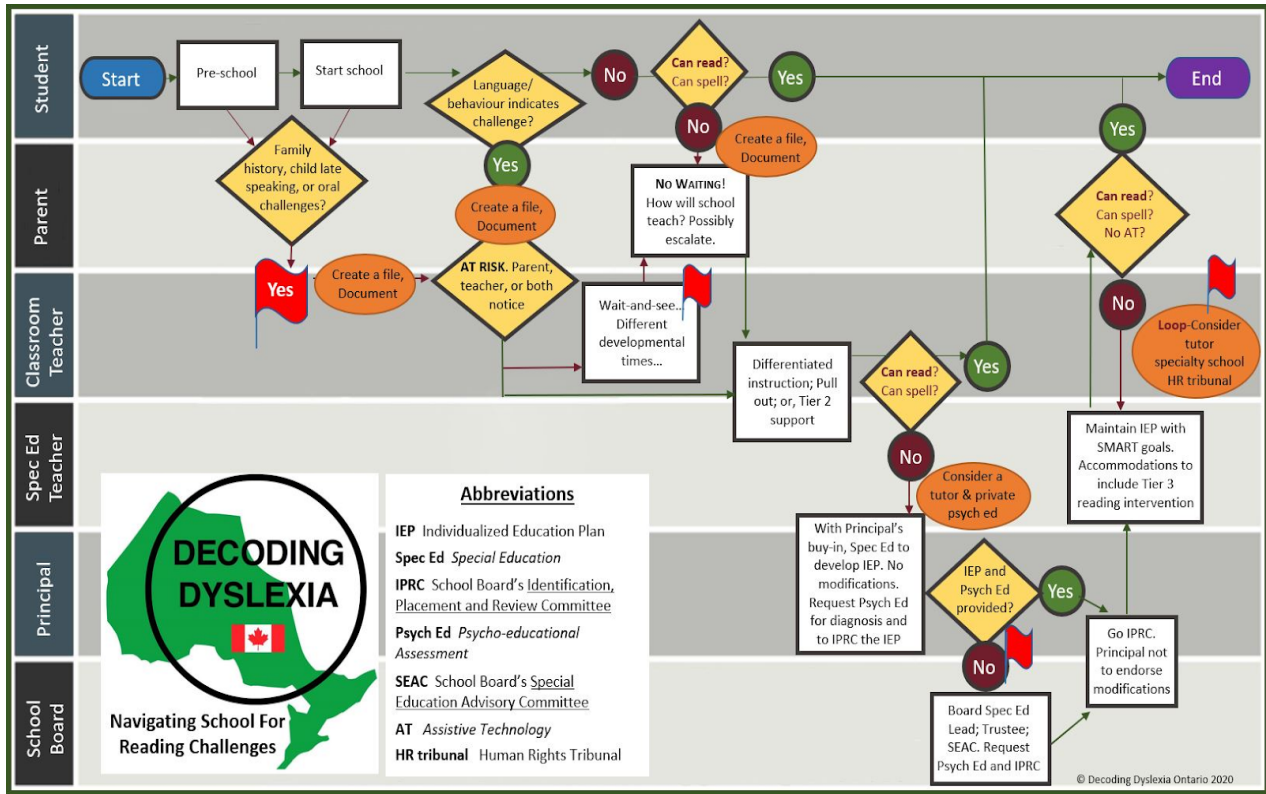 Student
Start
Pre-school
Start school
Language/
behaviour indicates
challenge?
No
Can read?
Can spell?
Yes
End
No
Create a file,
Document
Yes
Parent
Family
history, child late
speaking, or oral
challenges?
Yes
Create a file,
Document
NO WAITING!
How will school
teach? Possibly
escalate.
Can read?
Can spell?
No AT?
Classroom
Teacher
Yes
Create a file,
Document
AT RISK. Parent,
teacher, or both
notice
Wait-and-see…
Different
developmental
times…
Differentiated
instruction; Pull
out; or, Tier 2
support
Can read?
Can spell?
Yes
No
Loop-Consider
tutor
specialty school
HR tribunal
Spec Ed
Teacher
No
Consider a
tutor & private
psych ed
Maintain IEP with
SMART goals.
Accommodations to
include Tier 3
reading intervention
Principal
With Principal's
buy-in, Spec Ed to
develop IEP. No
modifications.
Request Psych Ed
for diagnosis and
to IPRC the IEP
IEP and
Psych Ed
provided?
Yes
No
Go IPRC.
Principal not
to endorse
modifications
School
Board
Board Spec Ed
Lead; Trustee;
SEAC. Request
Psych Ed and IPRC
DECODING
DYSLEXIA
Navigating School For
Reading Challenges
Abbreviations
IEP Individualized Education Plan
Spec Ed Special Education
IPRC School Board's Identification,
Placement and Review Committee
Psych Ed Psycho-educational
Assessment
SEAC School Board's Special
Education Advisory Committee
AT Assistive Technology
HR tribunal Human Rights Tribunal
© Decoding Dyslexia Ontario 2020